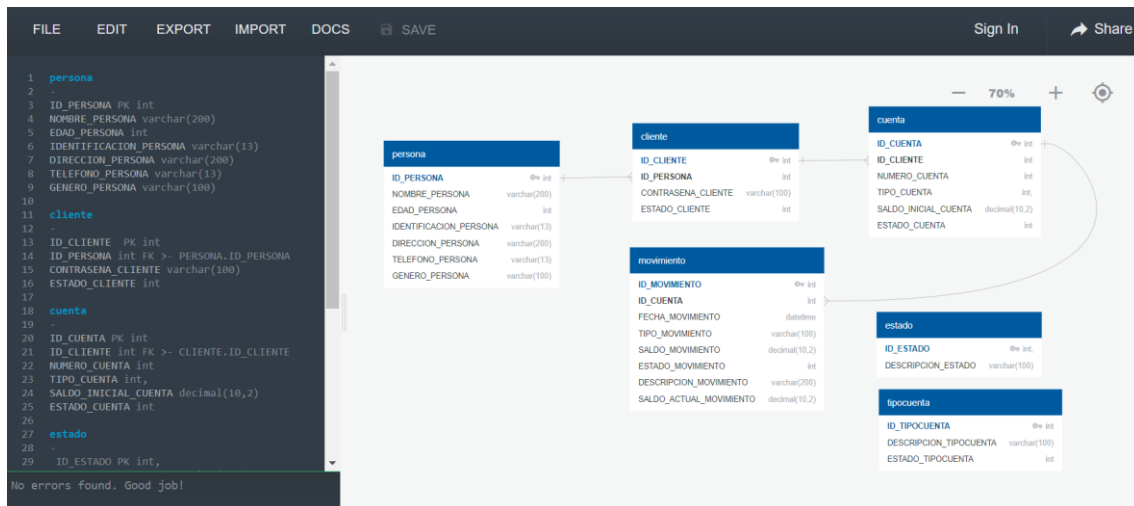 FILE EDIT EXPORT IMPORT DOCS SAVE Sign In Share
1 persona
2 -
3 ID_PERSONA PK int
4 NOMBRE_PERSONA varchar(200)
5 EDAD_PERSONA int
6 IDENTIFICACION_PERSONA varchar(13)
7 DIRECCION_PERSONA varchar(200)
8 TELEFONO_PERSONA varchar(13)
9 GENERO_PERSONA varchar(100)
10
11 cliente
12 -
13 ID_CLIENTE PK int
14 ID_PERSONA int FK >- PERSONA.ID_PERSONA
15 CONTRASENA_CLIENTE varchar(100)
16 ESTADO_CLIENTE int
17
18 cuenta
19 -
20 ID_CUENTA PK int
21 ID_CLIENTE int FK >- CLIENTE.ID_CLIENTE
22 NUMERO_CUENTA int
23 TIPO_CUENTA int,
24 SALDO_INICIAL_CUENTA decimal(10,2)
25 ESTADO_CUENTA int
26
27 estado
28 -
29 ID_ESTADO PK int,
No errors found. Good job!
70%
persona
ID_PERSONA int
NOMBRE_PERSONA varchar(200)
EDAD_PERSONA int
IDENTIFICACION_PERSONA varchar(13)
DIRECCION_PERSONA varchar(200)
TELEFONO_PERSONA varchar(13)
GENERO_PERSONA varchar(100)
cliente
ID_CLIENTE int
ID_PERSONA int
CONTRASENA_CLIENTE varchar(100)
ESTADO_CLIENTE int
cuenta
ID_CUENTA int
ID_CLIENTE int
NUMERO_CUENTA int
TIPO_CUENTA int,
SALDO_INICIAL_CUENTA decimal(10,2)
ESTADO_CUENTA int
movimiento
ID_MOVIMIENTO int
ID_CUENTA int
FECHA_MOVIMIENTO datetime
TIPO_MOVIMIENTO varchar(100)
SALDO_MOVIMIENTO decimal(10,2)
ESTADO_MOVIMIENTO int
DESCRIPCION_MOVIMIENTO varchar(200)
SALDO_ACTUAL_MOVIMIENTO decimal(10,2)
estado
ID_ESTADO int,
DESCRIPCION_ESTADO varchar(100)
tipocuenta
ID_TIPOCUENTA int
DESCRIPCION_TIPOCUENTA varchar(100)
ESTADO_TIPOCUENTA int